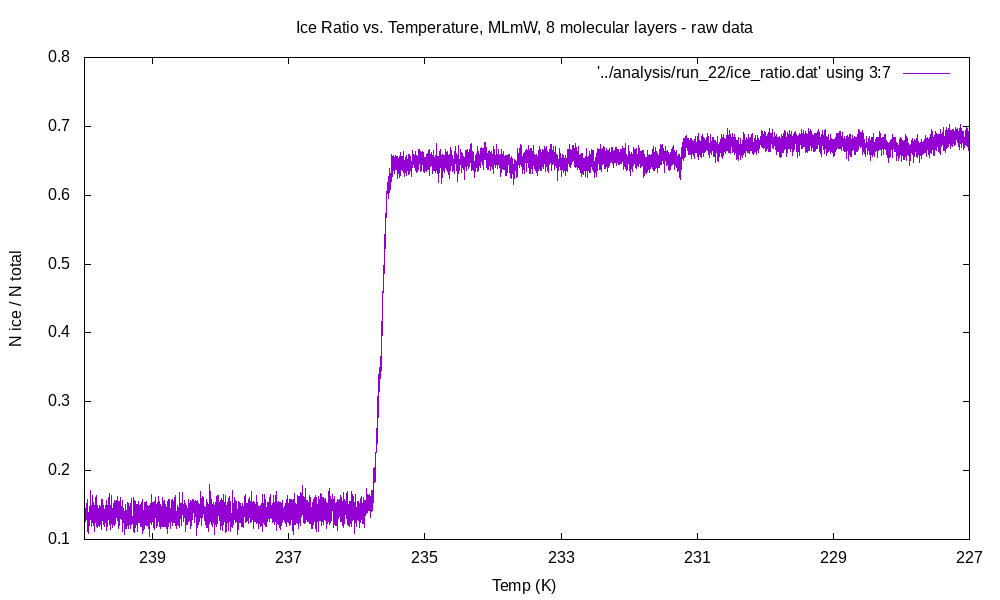 Ice Ratio vs. Temperature, MLmW, 8 molecular layers - raw data
'../analysis/run_22/ice_ratio.dat' using 3:7
0.8
0.7
0.6
0.5
0.4
0.3
0.2
0.1
N ice / N total
239 237 235 233 231 229 227
Temp (K)